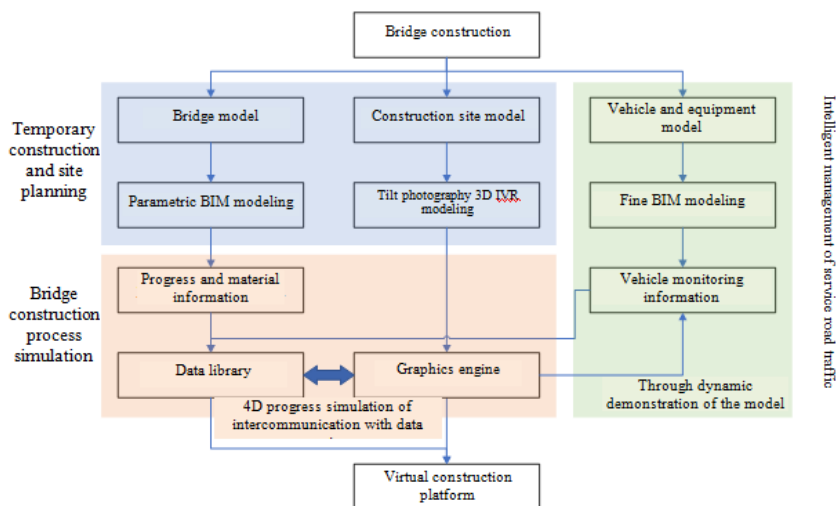 Bridge construction
Temporary
construction
and site
planning
Bridge model
Construction site model
Vehicle and equipment
model
Parametric BIM modeling
Tilt photography 3D IVR
modeling
Fine BIM modeling
Bridge
construction
process
simulation
Progress and material
information
Vehicle monitoring
information
Data library
Graphics engine
4D progress simulation of
intercommunication with data
Through dynamic
demonstration of the model
Virtual construction
platform
Intelligent management of service road traffic